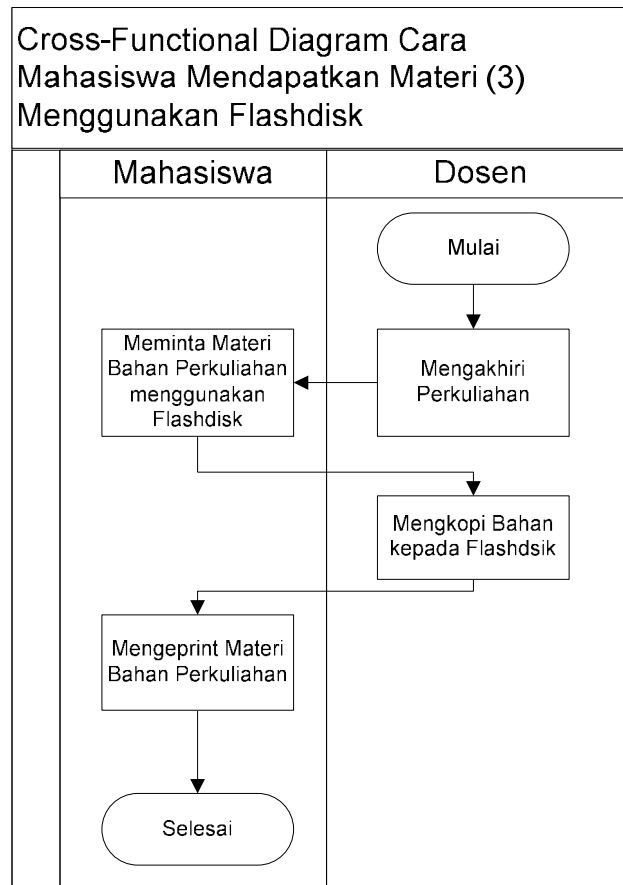 Cross-Functional Diagram Cara
Mahasiswa Mendapatkan Materi (3)
Menggunakan Flashdisk
Mahasiswa
Dosen
Mulai
Mengakhiri
Perkuliahan
Meminta Materi
Bahan Perkuliahan
menggunakan
Flashdisk
Mengkopi Bahan
kepada Flashdsik
Mengeprint Materi
Bahan Perkuliahan
Selesai